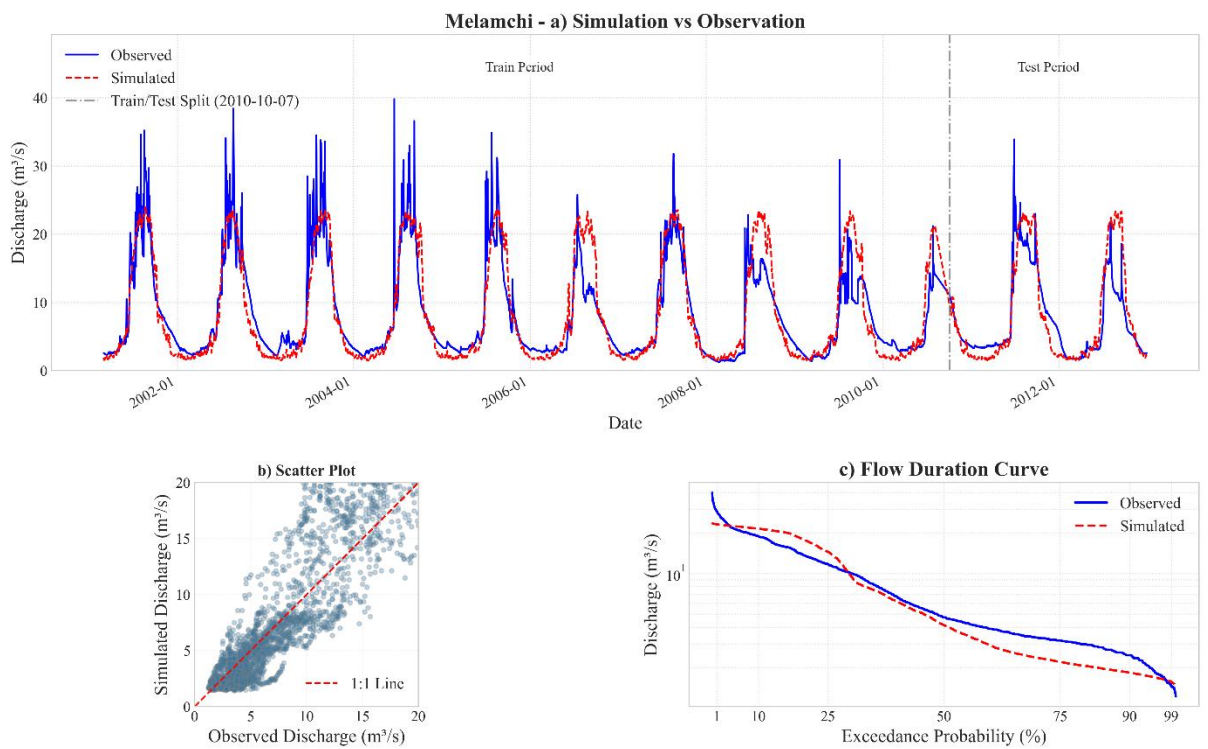 Melamchi - a) Simulation vs Observation
Observed
Simulated
Train/Test Split (2010-10-07)
Train Period
Test Period
Discharge (m³/s)
40
30
20
10
0
2002-01
2004-01
2006-01
2008-01
2010-01
2012-01
Date
b) Scatter Plot
Simulated Discharge (m³/s)
20
15
10
5
0
1:1 Line
0 5 10 15 20
Observed Discharge (m³/s)
c) Flow Duration Curve
Observed
Simulated
Discharge (m³/s)
10¹
1 10 25 50 75 90 99
Exceedance Probability (%)